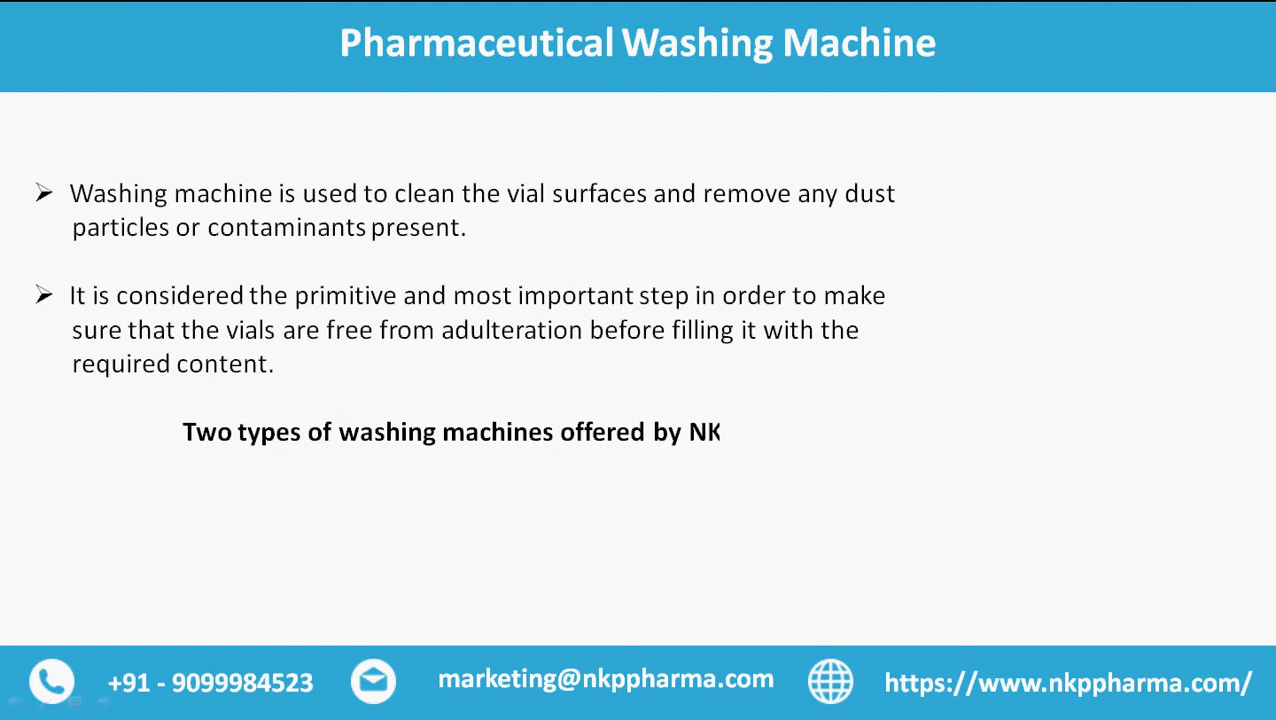 Pharmaceutical Washing Machine
➢ Washing machine is used to clean the vial surfaces and remove any dust
particles or contaminants present.
➢ It is considered the primitive and most important step in order to make
sure that the vials are free from adulteration before filling it with the
required content.
Two types of washing machines offered by NK
+91 - 9099984523
marketing@nkppharma.com
https://www.nkppharma.com/